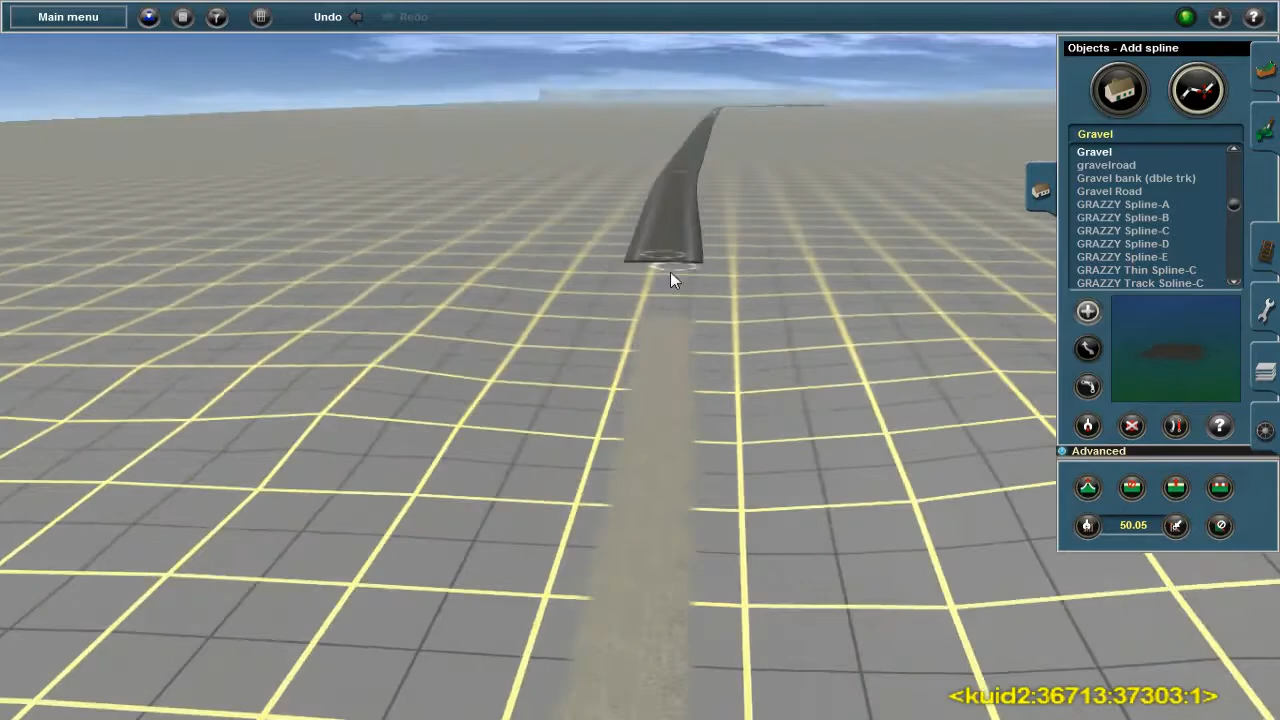 Main menu
Undo
Redo
Objects - Add spline
Gravel
Gravel
gravelroad
Gravel bank (dble trk)
Gravel Road
GRAZZY Spline-A
GRAZZY Spline-B
GRAZZY Spline-C
GRAZZY Spline-D
GRAZZY Spline-E
GRAZZY Thin Spline-C
GRAZZY Track Spline-C
?
?
Advanced
50.05
<kuid2:36713:37303:1>